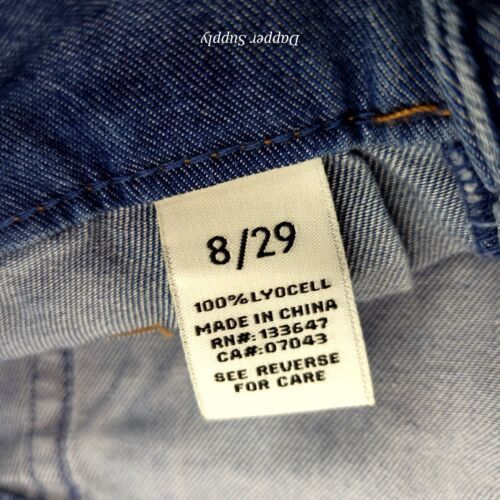 Dapper Supply
8/29
100% LYOCELL
MADE IN CHINA
RN#: 133647
CA#: 07043
SEE REVERSE
FOR CARE